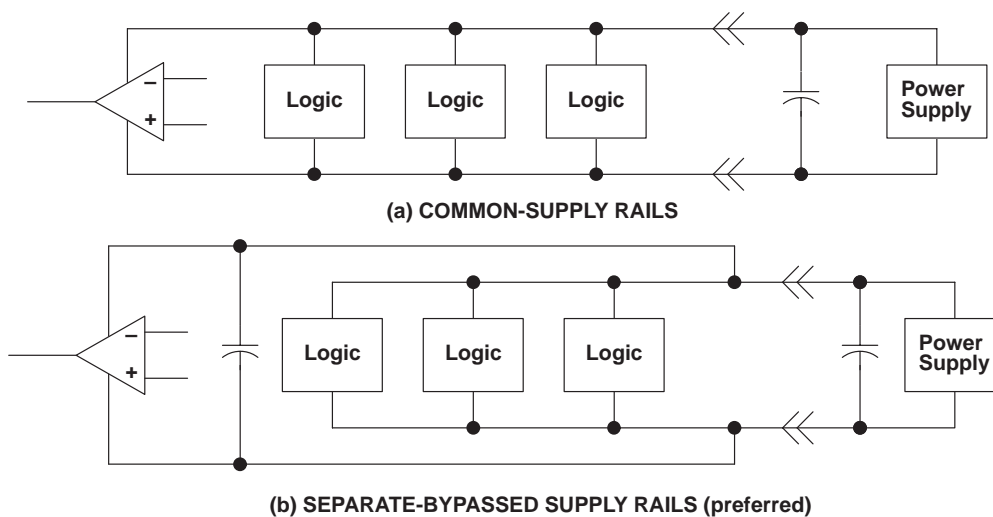 –
+
Logic
Logic
Logic
Power
Supply
(a) COMMON-SUPPLY RAILS
–
+
Logic
Logic
Logic
Power
Supply
(b) SEPARATE-BYPASSED SUPPLY RAILS (preferred)